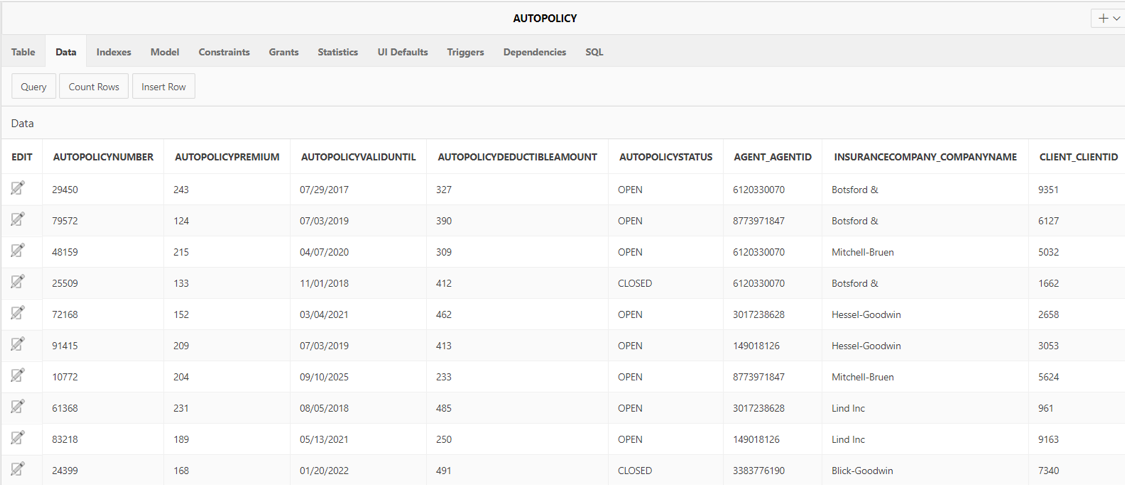 AUTOPOLICY
Table Data Indexes Model Constraints Grants Statistics UI Defaults Triggers Dependencies SQL
Query Count Rows Insert Row
Data
EDIT AUTOPOLICYNUMBER AUTOPOLICYPREMIUM AUTOPOLICYVALIDUNTIL AUTOPOLICYDEDUCTIBLEAMOUNT AUTOPOLICYSTATUS AGENT_AGENTID INSURANCECOMPANY_COMPANYNAME CLIENT_CLIENTID
29450 243 07/29/2017 327 OPEN 6120330070 Botsford & 9351
79572 124 07/03/2019 390 OPEN 8773971847 Botsford & 6127
48159 215 04/07/2020 309 OPEN 6120330070 Mitchell-Bruen 5032
25509 133 11/01/2018 412 CLOSED 6120330070 Botsford & 1662
72168 152 03/04/2021 462 OPEN 3017238628 Hessel-Goodwin 2658
91415 209 07/03/2019 413 OPEN 149018126 Hessel-Goodwin 3053
10772 204 09/10/2025 233 OPEN 8773971847 Mitchell-Bruen 5624
61368 231 08/05/2018 485 OPEN 3017238628 Lind Inc 961
83218 189 05/13/2021 250 OPEN 149018126 Lind Inc 9163
24399 168 01/20/2022 491 CLOSED 3383776190 Blick-Goodwin 7340